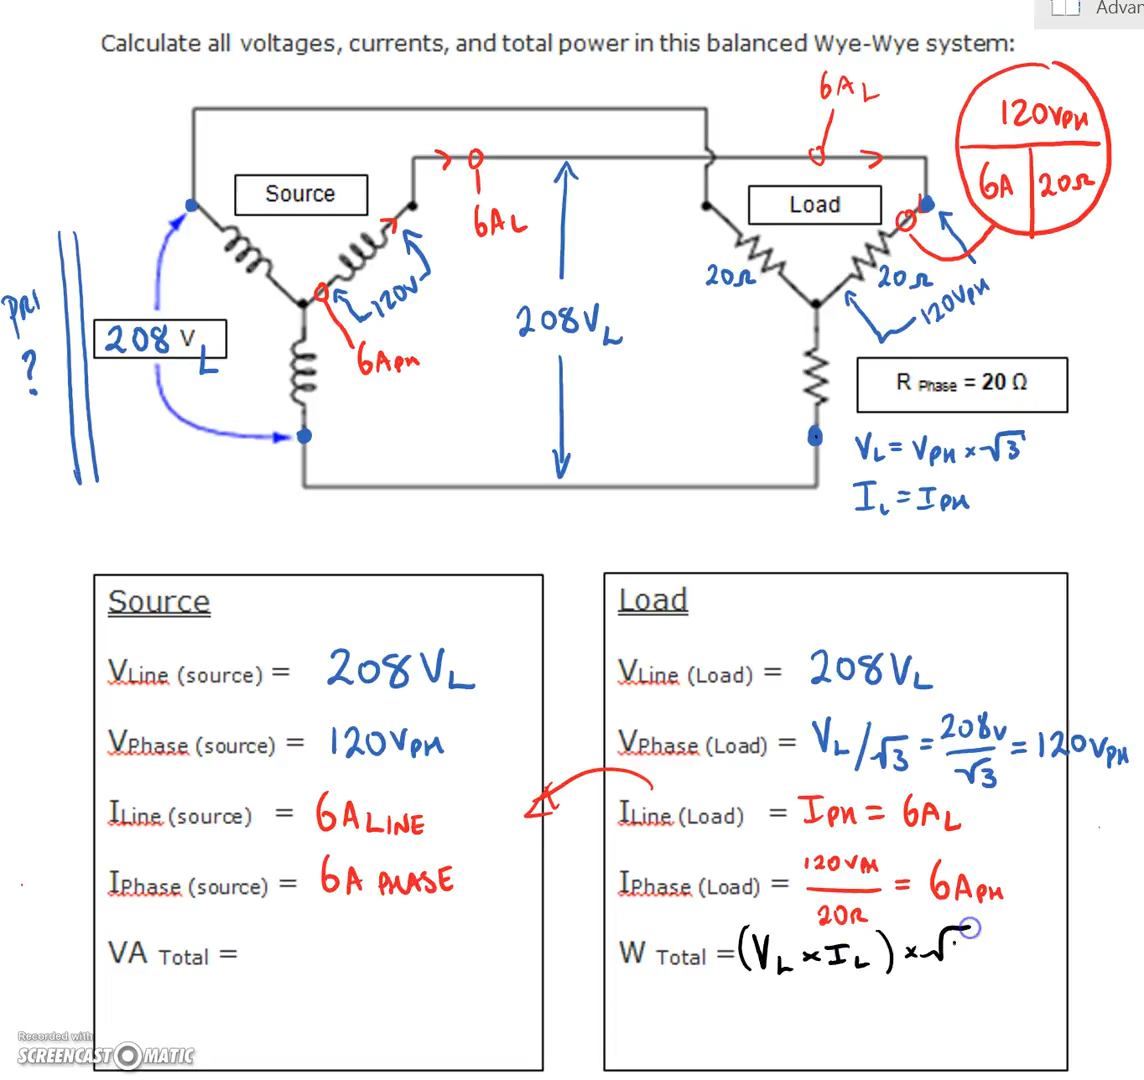 Advan
Calculate all voltages, currents, and total power in this balanced Wye-Wye system:
6A L
120VPH
6A 20Ω
Source
Load
6AL
20Ω
20Ω
120V
120VPH
PRI
?
208 V L
208VL
6APH
R Phase = 20 Ω
VL = VPH × √3
IL = IPH
Source
VLine (source) = 208 VL
VPhase (source) = 120VPH
ILine (source) = 6A LINE
IPhase (source) = 6A PHASE
VA Total =
Load
VLine (Load) = 208VL
VPhase (Load) = VL / √3 = 208V / √3 = 120VPH
ILine (Load) = IPH = 6AL
IPhase (Load) = 120VPH / 20Ω = 6APH
W Total = (VL × IL) × √
Recorded with
SCREENCAST O MATIC